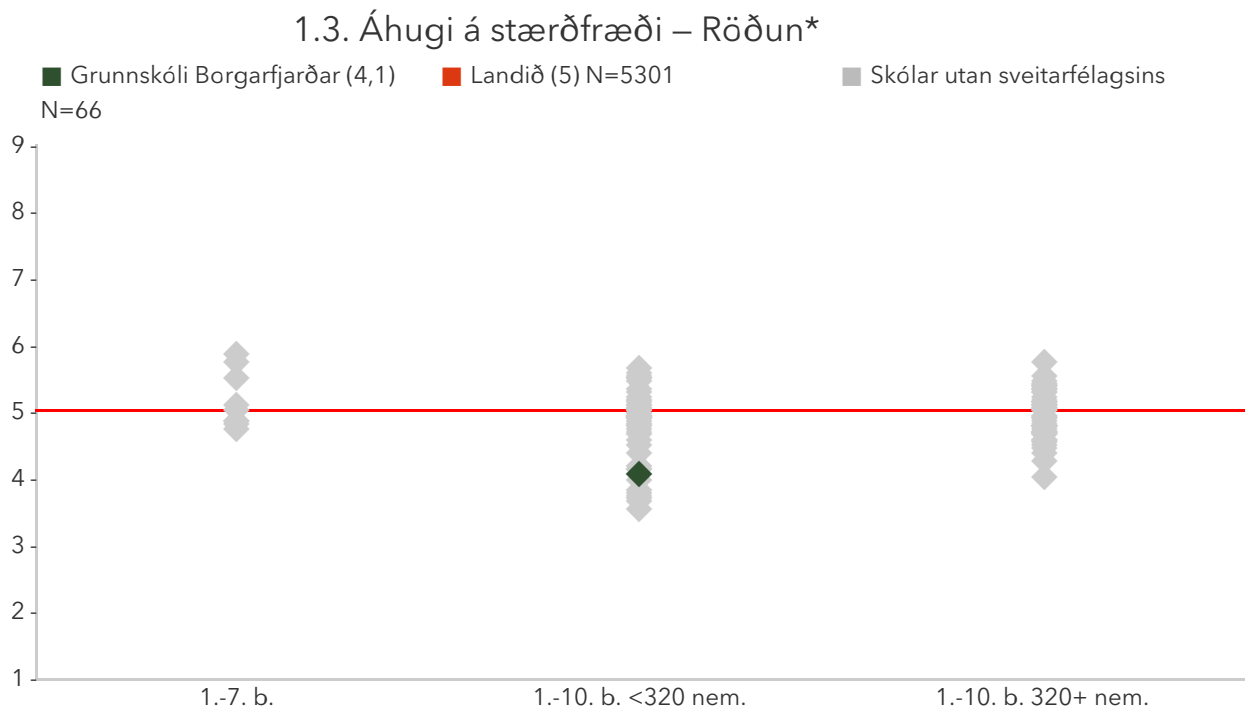 1.3. Áhugi á stærðfræði – Röðun*
Grunnskóli Borgarfjarðar (4,1) Landið (5) N=5301 Skólar utan sveitarfélagsins
N=66
9
8
7
6
5
4
3
2
1
1.-7. b. 1.-10. b. <320 nem. 1.-10. b. 320+ nem.